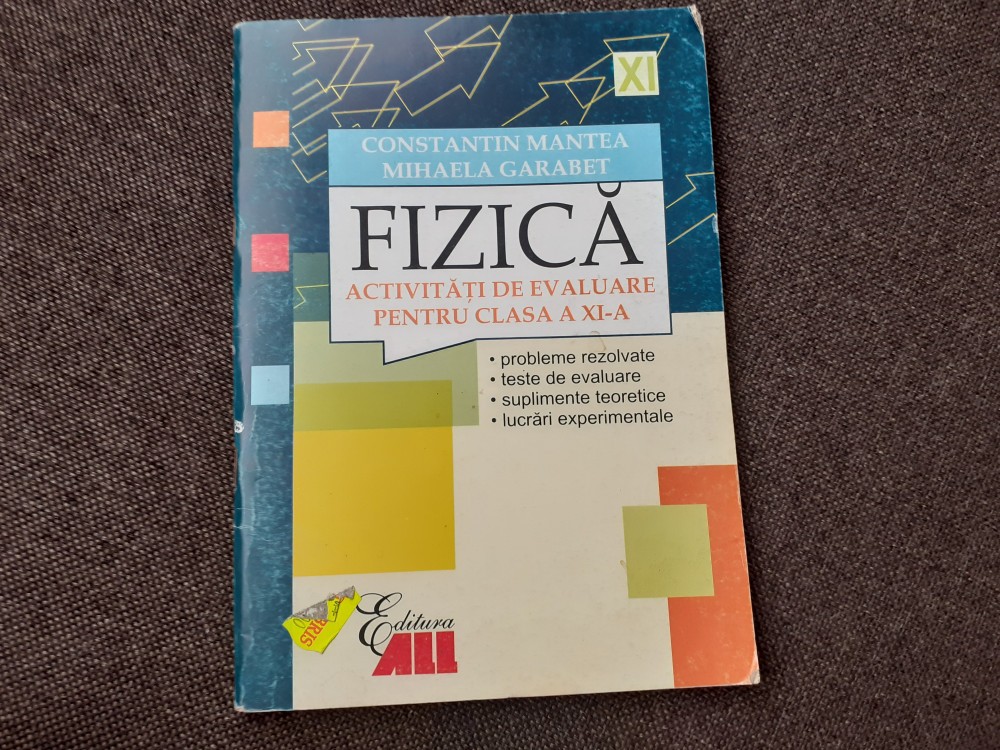 XI
CONSTANTIN MANTEA
MIHAELA GARABET
FIZICĂ
ACTIVITĂȚI DE EVALUARE
PENTRU CLASA A XI-A
• probleme rezolvate
• teste de evaluare
• suplimente teoretice
• lucrări experimentale
Editura
ALL